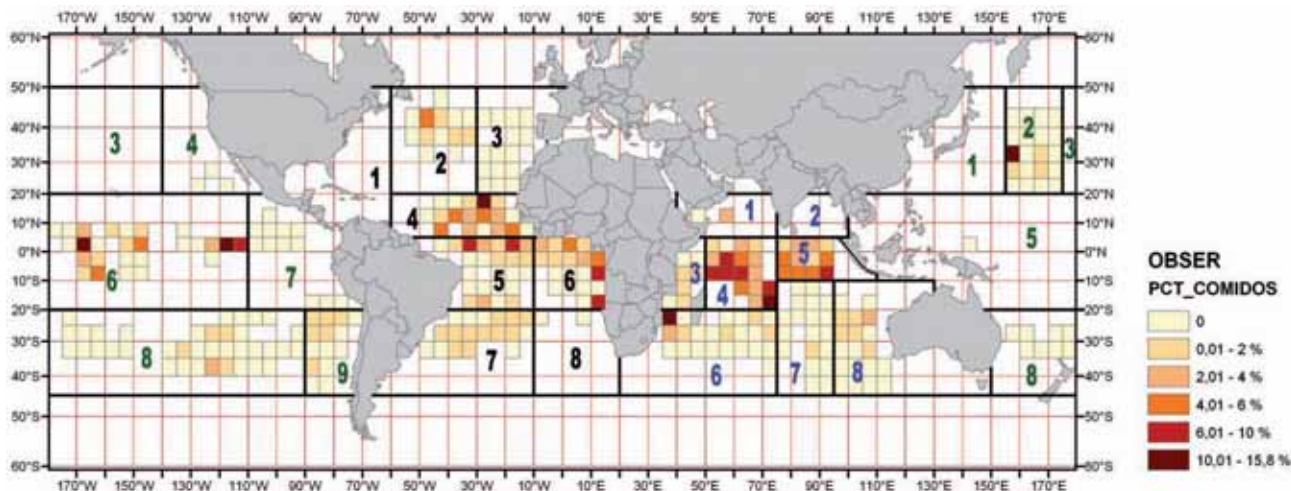 170°W 150°W 130°W 110°W 90°W 70°W 50°W 30°W 10°W 10°E 30°E 50°E 70°E 90°E 110°E 130°E 150°E 170°E
60°N 60°N
50°N 50°N
40°N 40°N
30°N 30°N
20°N 20°N
10°N 10°N
0°N 0°N
10°S 10°S
20°S 20°S
30°S 30°S
40°S 40°S
50°S 50°S
60°S 60°S
3 4 1 2 3 1 2 3
4 1 2
6 7 5 6 3 4 5 5
8 9 7 8 6 7 8 8
170°W 150°W 130°W 110°W 90°W 70°W 50°W 30°W 10°W 10°E 30°E 50°E 70°E 90°E 110°E 130°E 150°E 170°E
OBSER
PCT_COMIDOS
0
0,01 - 2 %
2,01 - 4 %
4,01 - 6 %
6,01 - 10 %
10,01 - 15,8 %